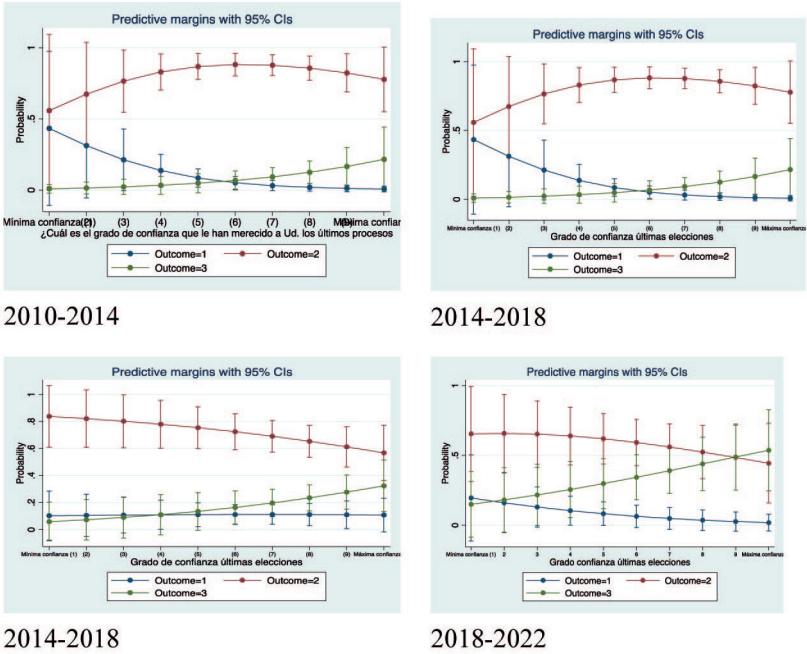 Predictive margins with 95% CIs
Probability
1
.5
0
Mínima confianza (2) (3) (4) (5) (6) (7) (8) Máxima confianza
¿Cuál es el grado de confianza que le han merecido a Ud. los últimos procesos
Outcome=1 Outcome=2
Outcome=3
2010-2014
Predictive margins with 95% CIs
Probability
1
.5
0
Mínima confianza (1) (2) (3) (4) (5) (6) (7) (8) (9) Máxima confianza
Grado de confianza últimas elecciones
Outcome=1 Outcome=2
Outcome=3
2014-2018
Predictive margins with 95% CIs
Probability
1
.8
.6
.4
.2
0
Mínima confianza (1) (2) (3) (4) (5) (6) (7) (8) (9) Máxima confianza
Grado confianza últimas elecciones
Outcome=1 Outcome=2
Outcome=3
2014-2018
Predictive margins with 95% CIs
Probability
1
.5
0
Mínima confianza (1) 2 3 4 5 6 7 8 9 Máxima confianza
Grado confianza últimas elecciones
Outcome=1 Outcome=2
Outcome=3
2018-2022